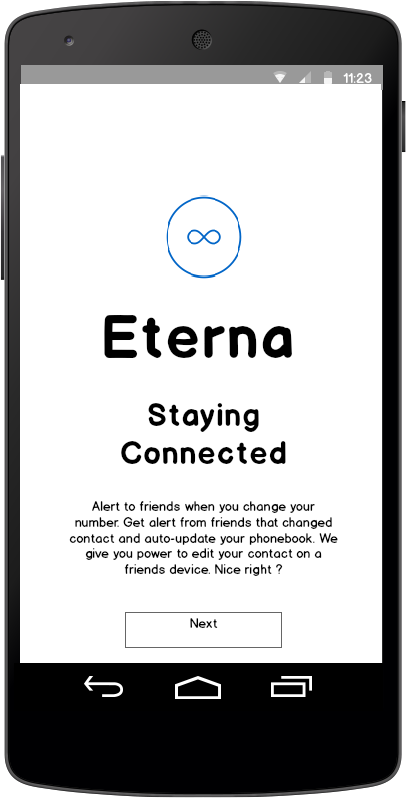 11:23
Eterna
Staying
Connected
Alert to friends when you change your
number. Get alert from friends that changed
contact and auto-update your phonebook. We
give you power to edit your contact on a
friends device. Nice right ?
Next